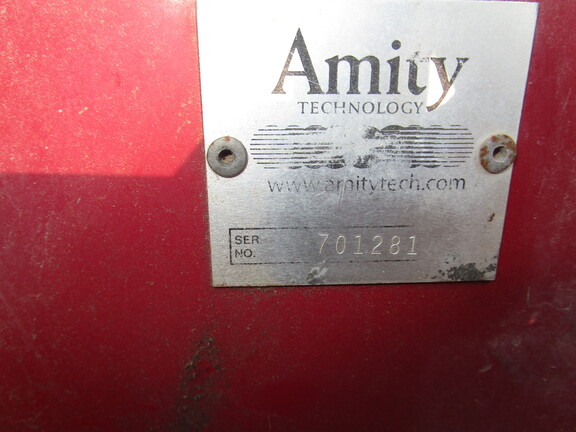 Amity
TECHNOLOGY
www.amitytech.com
SER NO. 701281